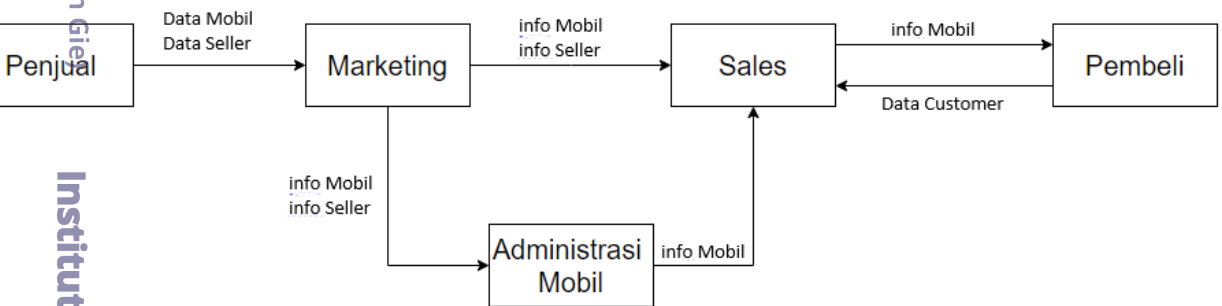 Penjual
Data Mobil
Data Seller
Marketing
info Mobil
info Seller
Sales
info Mobil
Data Customer
Pembeli
info Mobil
info Seller
Administrasi
Mobil
info Mobil
n Gie)
Institut